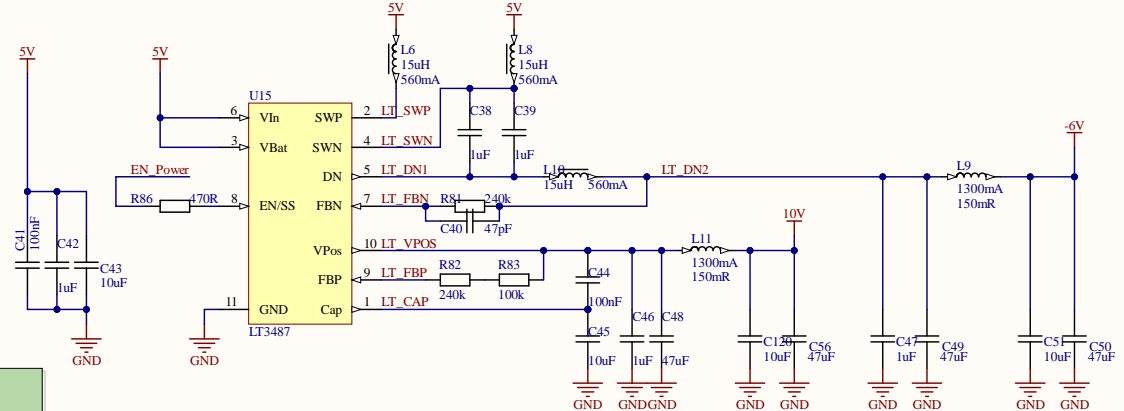 5V
5V
5V
5V
L6
15uH
560mA
L8
15uH
560mA
U15
6
VIn
SWP
2
LT_SWP
C38
C39
3
VBat
SWN
4
LT_SWN
1uF
1uF
-6V
EN_Power
DN
5
LT_DN1
L10
15uH
560mA
LT_DN2
L9
1300mA
150mR
R86
470R
8
EN/SS
FBN
7
LT_FBN
R81
240k
C40
47pF
10V
C41
100nF
C42
1uF
C43
10uF
VPos
10
LT_VPOS
L11
1300mA
150mR
FBP
9
LT_FBP
R82
240k
R83
100k
C44
100nF
11
GND
Cap
1
LT_CAP
LT3487
C45
10uF
C46
1uF
C48
47uF
C120
10uF
C56
47uF
C47
1uF
C49
47uF
C51
10uF
C50
47uF
GND
GND
GND
GND
GND
GND
GND
GND
GND
GND
GND